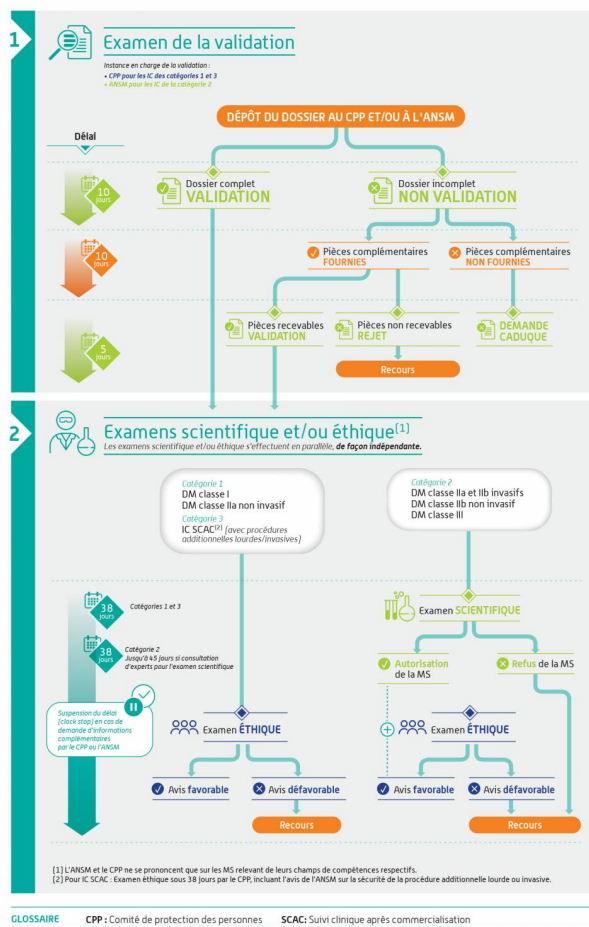 1
Examen de la validation
Instance en charge de la validation :
• CPP pour les IC des catégories 1 et 3
• ANSM pour les IC de la catégorie 2
DÉPÔT DU DOSSIER AU CPP ET/OU À L'ANSM
Délai
10
jours
Dossier complet
VALIDATION
Dossier incomplet
NON VALIDATION
10
jours
Pièces complémentaires
FOURNIES
Pièces complémentaires
NON FOURNIES
5
jours
Pièces recevables
VALIDATION
Pièces non recevables
REJET
DEMANDE
CADUQUE
Recours
2
Examens scientifique et/ou éthique(1)
Les examens scientifique et/ou éthique s'effectuent en parallèle, de façon indépendante.
Catégorie 1
DM classe I
DM classe IIa non invasif
Catégorie 3
IC SCAC(2) (avec procédures
additionnelles lourdes/invasives)
Catégorie 2
DM classe IIa et IIb invasifs
DM classe IIb non invasif
DM classe III
38
jours
Catégories 1 et 3
Examen SCIENTIFIQUE
38
jours
Catégorie 2
Jusqu'à 45 jours si consultation
d'experts pour l'examen scientifique
Autorisation
de la MS
Refus de la MS
Suspension du délai
(clock stop) en cas de
demande d'informations
complémentaires
par le CPP ou l'ANSM
Examen ÉTHIQUE
Examen ÉTHIQUE
Avis favorable
Avis défavorable
Avis favorable
Avis défavorable
Recours
Recours
(1) L'ANSM et le CPP ne se prononcent que sur les MS relevant de leurs champs de compétences respectifs.
(2) Pour IC SCAC : Examen éthique sous 38 jours par le CPP, incluant l'avis de l'ANSM sur la sécurité de la procédure additionnelle lourde ou invasive.
GLOSSAIRE CPP : Comité de protection des personnes SCAC: Suivi clinique après commercialisation